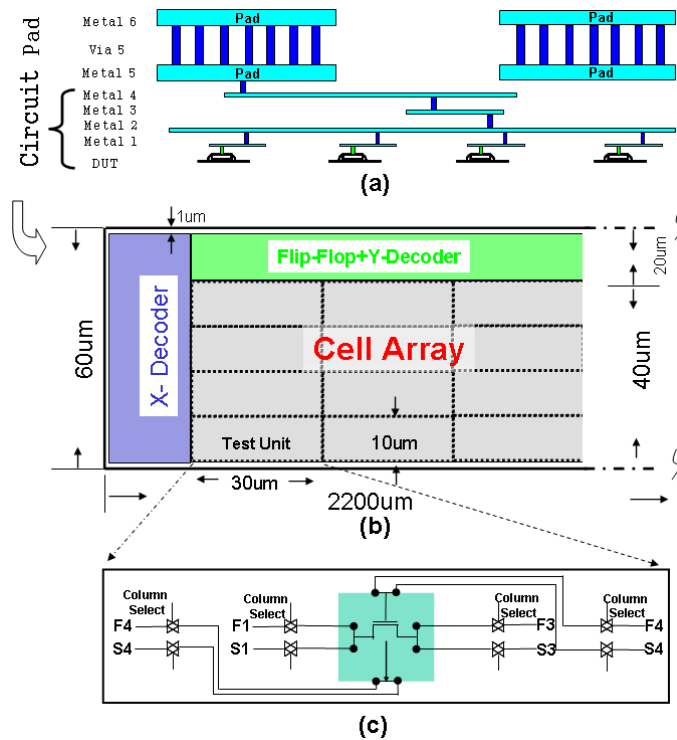 Circuit Pad
Metal 6
Via 5
Metal 5
Metal 4
Metal 3
Metal 2
Metal 1
DUT
Pad
Pad
Pad
Pad
(a)
1um
60um
X- Decoder
Flip-Flop+Y-Decoder
20um
Cell Array
40um
Test Unit
10um
30um
2200um
(b)
Column
Select
Column
Select
Column
Select
Column
Select
F4
F1
F3
F4
S4
S1
S3
S4
(c)